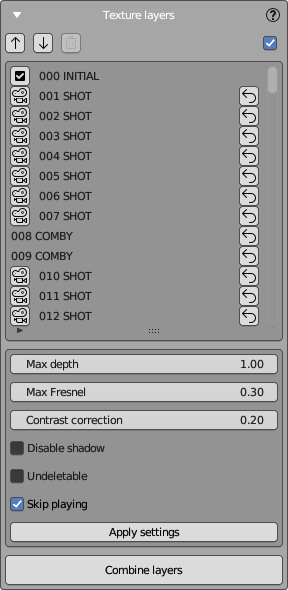 Texture layers
000 INITIAL
001 SHOT
002 SHOT
003 SHOT
004 SHOT
005 SHOT
006 SHOT
007 SHOT
008 COMBY
009 COMBY
010 SHOT
011 SHOT
012 SHOT
Max depth 1.00
Max Fresnel 0.30
Contrast correction 0.20
Disable shadow
Undeletable
Skip playing
Apply settings
Combine layers